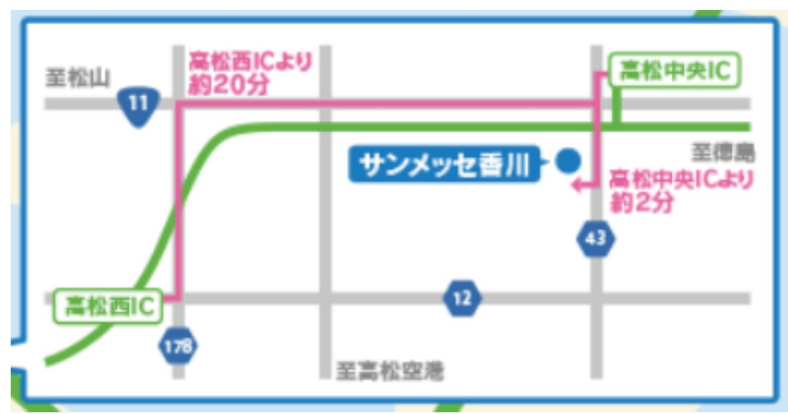 高松西ICより
約20分
高松中央IC
至松山
11
至徳島
サンメッセ香川
高松中央ICより
約2分
43
高松西IC
12
178
至高松空港